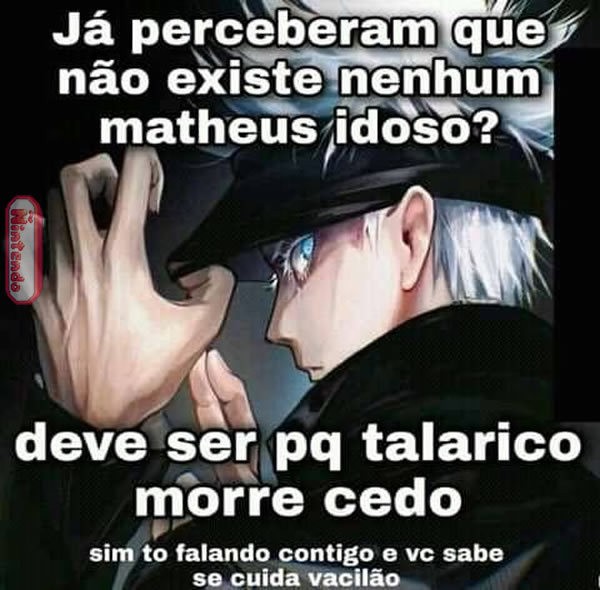 Já perceberam que
não existe nenhum
matheus idoso?
Nintendo
deve ser pq talarico
morre cedo
sim to falando contigo e vc sabe
se cuida vacilão